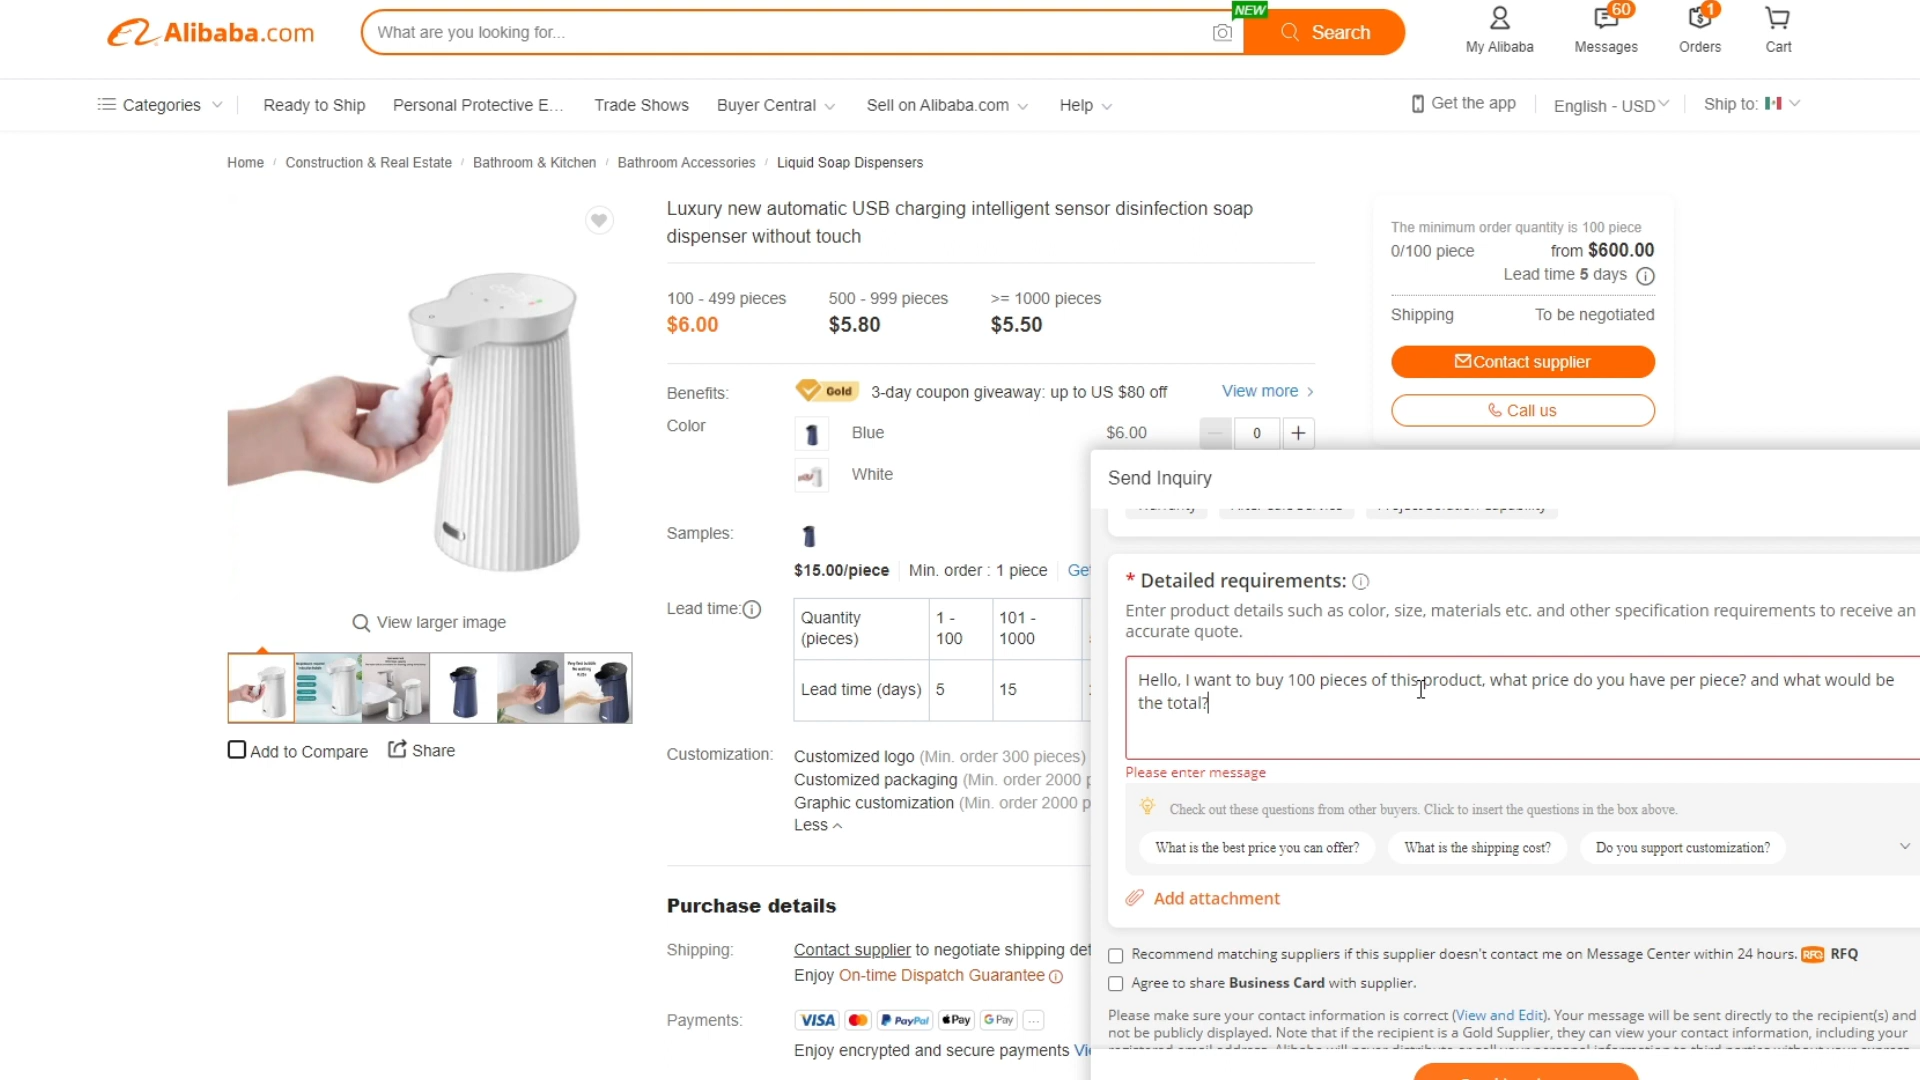 Alibaba.com
What are you looking for...
NEW
Search
My Alibaba
60
Messages
1
Orders
Cart
Categories
Ready to Ship
Personal Protective E...
Trade Shows
Buyer Central
Sell on Alibaba.com
Help
Get the app
English - USD
Ship to:
Home / Construction & Real Estate / Bathroom & Kitchen / Bathroom Accessories / Liquid Soap Dispensers
Luxury new automatic USB charging intelligent sensor disinfection soap
dispenser without touch
100 - 499 pieces
$6.00
500 - 999 pieces
$5.80
>= 1000 pieces
$5.50
Benefits:
Gold
3-day coupon giveaway: up to US $80 off
View more >
Color
Blue
$6.00
0
+
White
Samples:
$15.00/piece
Min. order : 1 piece
Lead time:
Quantity
(pieces)
1 -
100
101 -
1000
Lead time (days)
5
15
View larger image
Add to Compare
Share
Customization:
Customized logo (Min. order 300 pieces)
Customized packaging (Min. order 2000 p
Graphic customization (Min. order 2000 p
Less
Purchase details
Shipping:
Contact supplier to negotiate shipping det
Enjoy On-time Dispatch Guarantee
Payments:
VISA
PayPal
Pay
G Pay
...
Enjoy encrypted and secure payments
The minimum order quantity is 100 piece
0/100 piece
from $600.00
Lead time 5 days
Shipping
To be negotiated
Contact supplier
Call us
Send Inquiry
* Detailed requirements:
Enter product details such as color, size, materials etc. and other specification requirements to receive an
accurate quote.
Hello, I want to buy 100 pieces of this product, what price do you have per piece? and what would be
the total?
Please enter message
Check out these questions from other buyers. Click to insert the questions in the box above.
What is the best price you can offer?
What is the shipping cost?
Do you support customization?
Add attachment
Recommend matching suppliers if this supplier doesn't contact me on Message Center within 24 hours. RFQ RFQ
Agree to share Business Card with supplier.
Please make sure your contact information is correct (View and Edit). Your message will be sent directly to the recipient(s) and
not be publicly displayed. Note that if the recipient is a Gold Supplier, they can view your contact information, including your